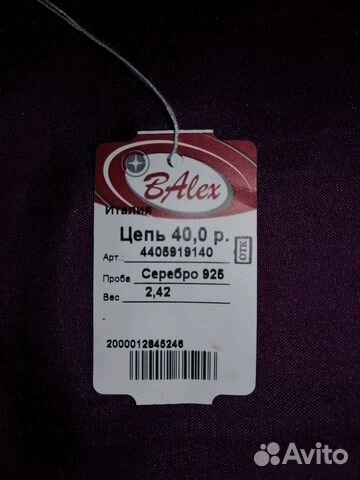 BAlex
Италия
Цепь 40,0 р.
Арт.: 4405919140
ОТК
Проба Серебро 925
Вес 2,42
2000012845246
Avito